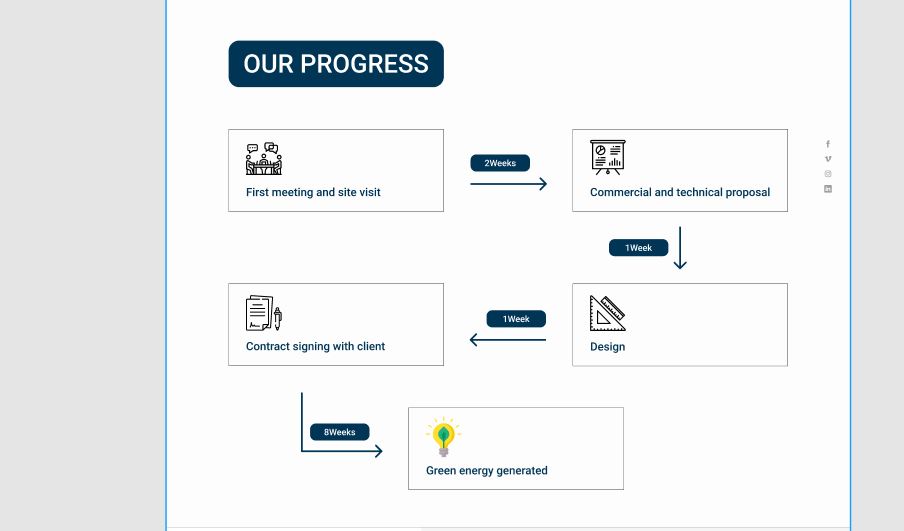 OUR PROGRESS
First meeting and site visit
2Weeks
Commercial and technical proposal
1Week
Design
1Week
Contract signing with client
8Weeks
Green energy generated